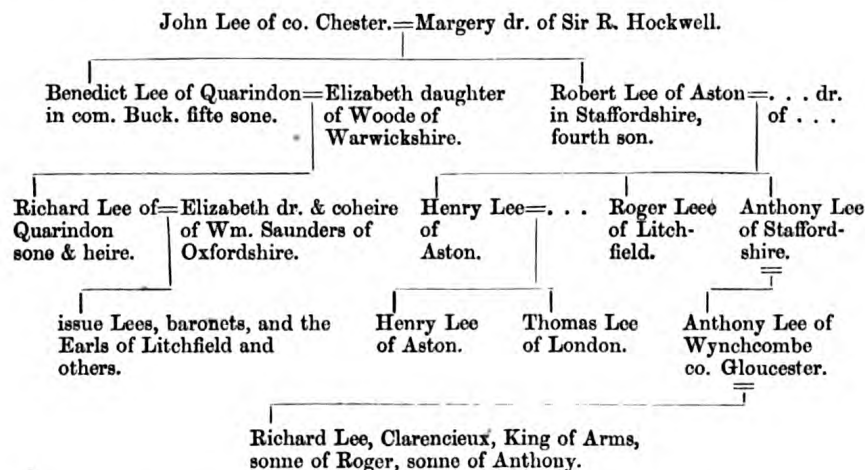 John Lee of co. Chester.=Margery dr. of Sir R. Hockwell.
Benedict Lee of Quarindon=Elizabeth daughter
in com. Buck. fifte sone. of Woode of
Warwickshire.
Robert Lee of Aston=. . . dr.
in Staffordshire, of . . .
fourth son.
Richard Lee of=Elizabeth dr. & coheire
Quarindon of Wm. Saunders of
sone & heire. Oxfordshire.
Henry Lee=. . .
of
Aston.
Roger Leee
of Litch-
field.
Anthony Lee
of Stafford-
shire.
=
issue Lees, baronets, and the
Earls of Litchfield and
others.
Henry Lee
of Aston.
Thomas Lee
of London.
Anthony Lee of
Wynchcombe
co. Gloucester.
=
Richard Lee, Clarencieux, King of Arms,
sonne of Roger, sonne of Anthony.